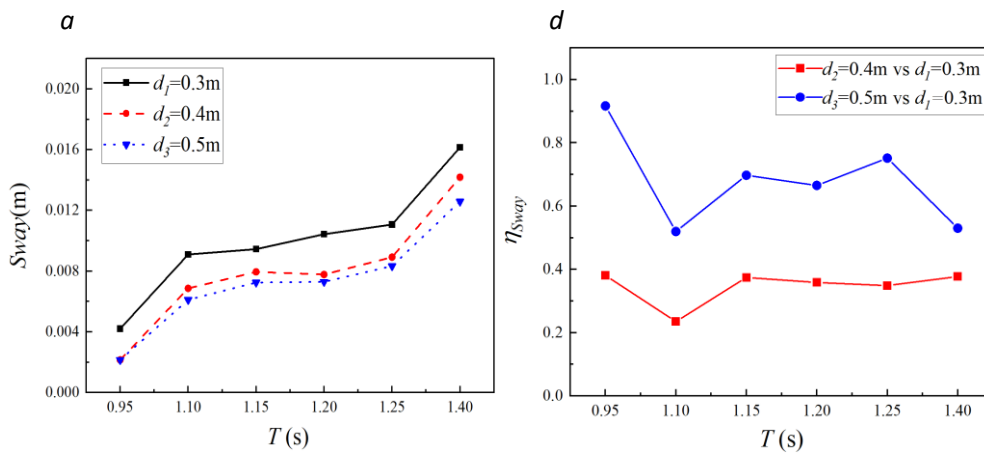 a
d₁=0.3m
d₂=0.4m
d₃=0.5m
0.020
0.016
0.012
0.008
0.004
0.000
Sway(m)
0.95 1.10 1.15 1.20 1.25 1.40
T (s)
d
d₂=0.4m vs d₁=0.3m
d₃=0.5m vs d₁=0.3m
1.0
0.8
0.6
0.4
0.2
0.0
ηSway
0.95 1.10 1.15 1.20 1.25 1.40
T (s)